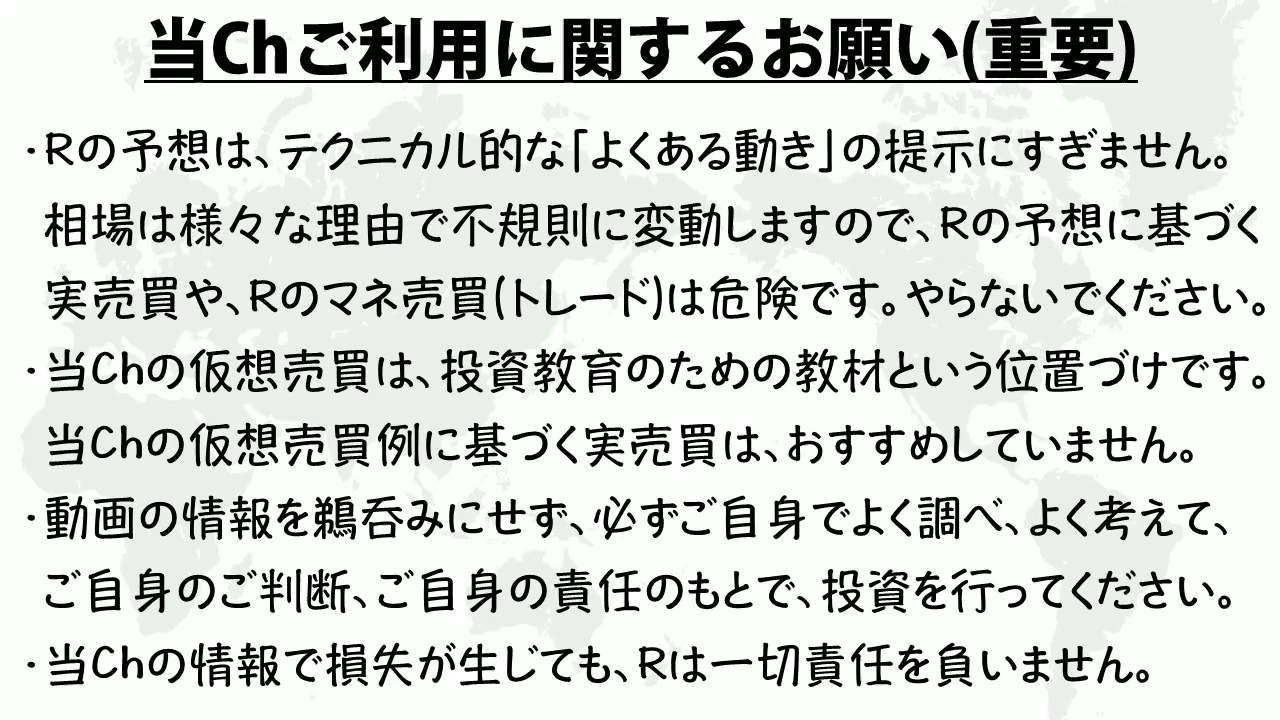 当Chご利用に関するお願い(重要)
・Rの予想は、テクニカル的な「よくある動き」の提示にすぎません。
相場は様々な理由で不規則に変動しますので、Rの予想に基づく
実売買や、Rのマネ売買(トレード)は危険です。やらないでください。
・当Chの仮想売買は、投資教育のための教材という位置づけです。
当Chの仮想売買例に基づく実売買は、おすすめしていません。
・動画の情報を鵜呑みにせず、必ずご自身でよく調べ、よく考えて、
ご自身のご判断、ご自身の責任のもとで、投資を行ってください。
・当Chの情報で損失が生じても、Rは一切責任を負いません。